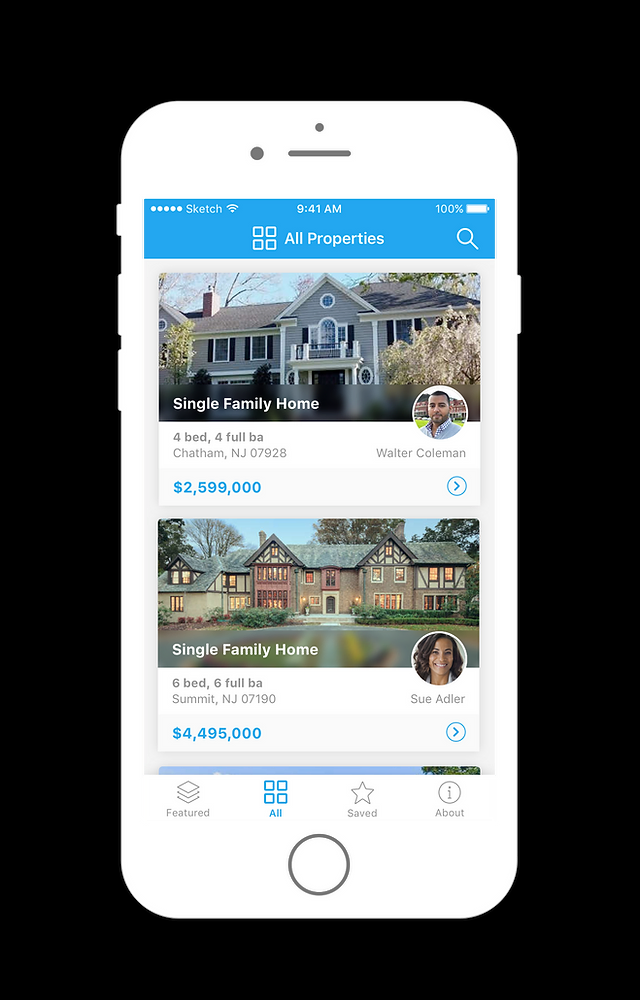 Sketch 9:41 AM 100%
All Properties
Single Family Home
4 bed, 4 full ba
Chatham, NJ 07928 Walter Coleman
$2,599,000
Single Family Home
6 bed, 6 full ba
Summit, NJ 07190 Sue Adler
$4,495,000
Featured All Saved About